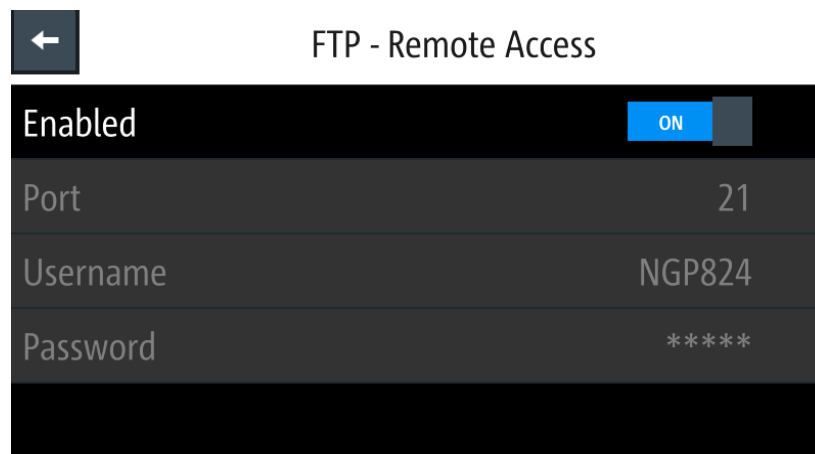 FTP - Remote Access
Enabled ON
Port 21
Username NGP824
Password *****